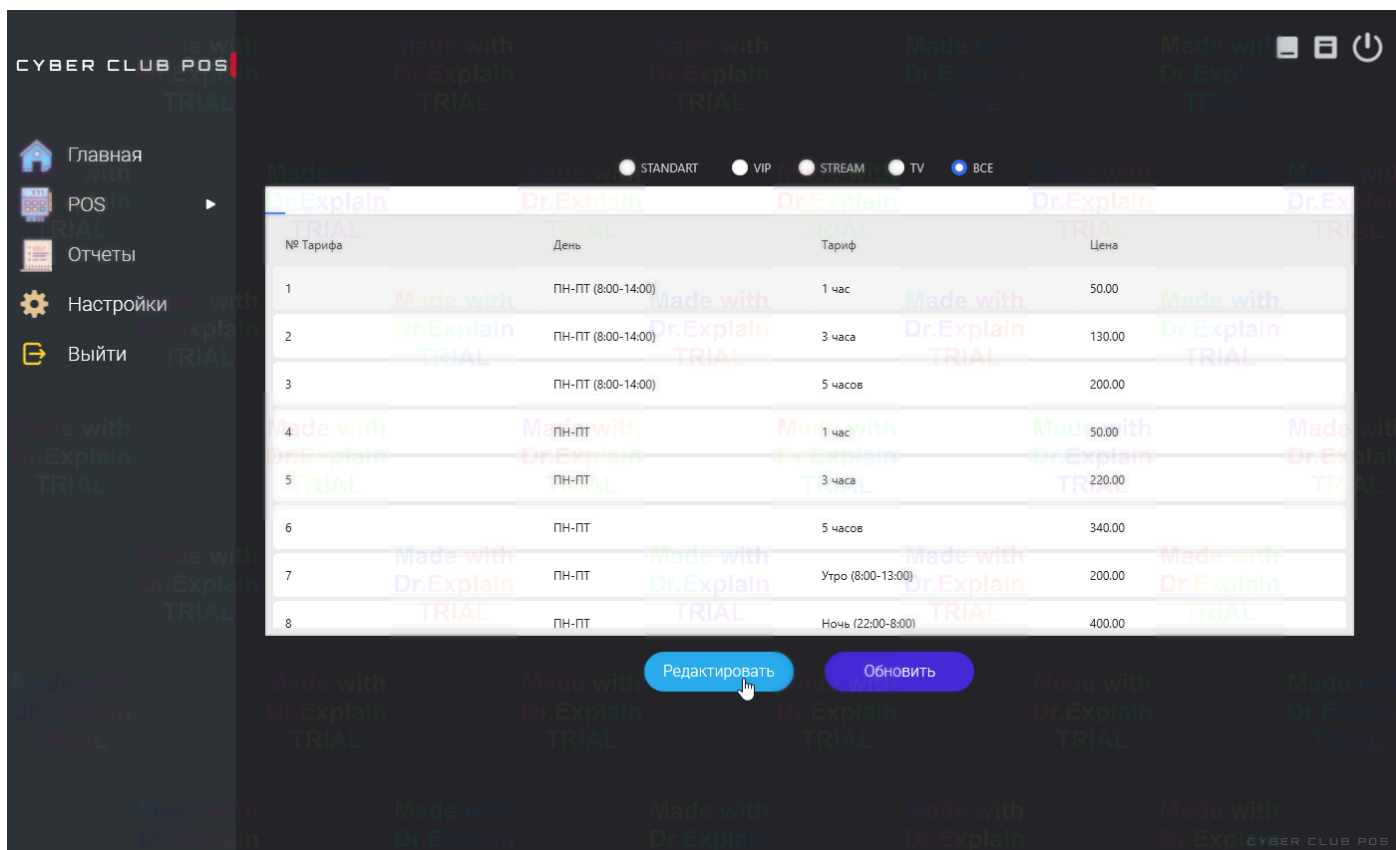 CYBER CLUB POS
Главная
POS
Отчеты
Настройки
Выйти
STANDART VIP STREAM TV ВСЕ
№ Тарифа День Тариф Цена
1 ПН-ПТ (8:00-14:00) 1 час 50.00
2 ПН-ПТ (8:00-14:00) 3 часа 130.00
3 ПН-ПТ (8:00-14:00) 5 часов 200.00
4 ПН-ПТ 1 час 50.00
5 ПН-ПТ 3 часа 220.00
6 ПН-ПТ 5 часов 340.00
7 ПН-ПТ Утро (8:00-13:00) 200.00
8 ПН-ПТ Ночь (22:00-8:00) 400.00
Редактировать Обновить
CYBER CLUB POS
Made with
Dr.Explain
TRIAL